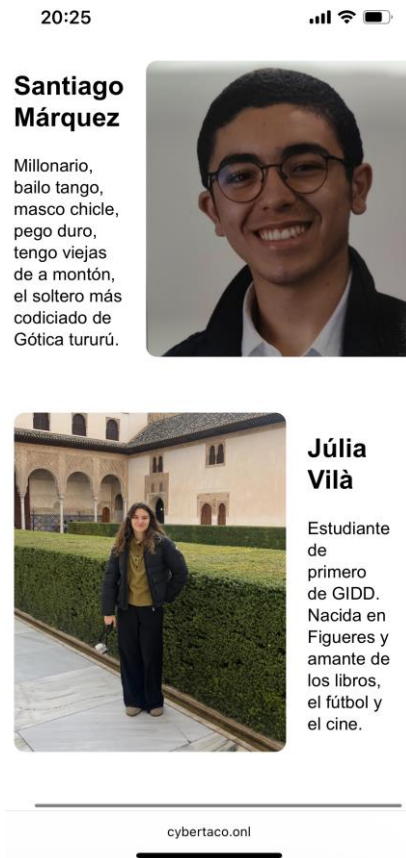 20:25
Santiago
Márquez
Millonario,
bailo tango,
masco chicle,
pego duro,
tengo viejas
de a montón,
el soltero más
codiciado de
Gótica tururú.
Júlia
Vilà
Estudiante
de
primero
de GIDD.
Nacida en
Figueres y
amante de
los libros,
el fútbol y
el cine.
cybertaco.onl